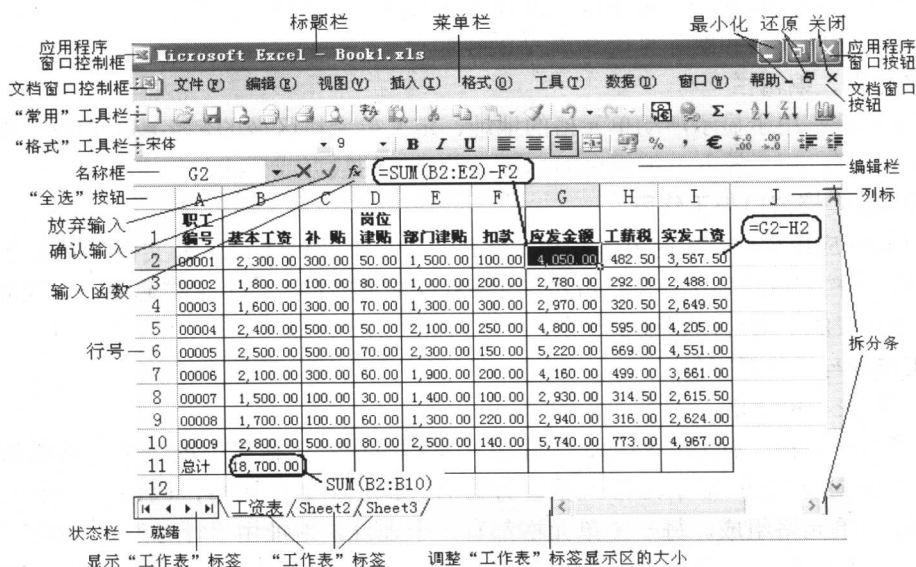 标题栏 菜单栏 最小化 还原 关闭
应用程序
窗口控制框
Microsoft Excel - Book1.xls
应用程序
窗口按钮
文档窗口控制框
文件(F) 编辑(E) 视图(V) 插入(I) 格式(O) 工具(T) 数据(D) 窗口(W) 帮助
文档窗口
按钮
“常用”工具栏
“格式”工具栏 宋体 9 B I U % , €
名称框 G2 =SUM(B2:E2)-F2 编辑栏
“全选”按钮 A B C D E F G H I J 列标
放弃输入
确认输入
输入函数
1 职工编号 基本工资 补 贴 岗位津贴 部门津贴 扣款 应发金额 工薪税 实发工资 =G2-H2
2 00001 2,300.00 300.00 50.00 1,500.00 100.00 4,050.00 482.50 3,567.50
3 00002 1,800.00 100.00 80.00 1,000.00 200.00 2,780.00 292.00 2,488.00
4 00003 1,600.00 300.00 70.00 1,300.00 300.00 2,970.00 320.50 2,649.50
5 00004 2,400.00 500.00 50.00 2,100.00 250.00 4,800.00 595.00 4,205.00
行号 6 00005 2,500.00 500.00 70.00 2,300.00 150.00 5,220.00 669.00 4,551.00 拆分条
7 00006 2,100.00 300.00 60.00 1,900.00 200.00 4,160.00 499.00 3,661.00
8 00007 1,500.00 100.00 30.00 1,400.00 100.00 2,930.00 314.50 2,615.50
9 00008 1,700.00 100.00 60.00 1,300.00 220.00 2,940.00 316.00 2,624.00
10 00009 2,800.00 500.00 80.00 2,500.00 140.00 5,740.00 773.00 4,967.00
11 总计 18,700.00
12 SUM(B2:B10)
工资表 Sheet2 Sheet3
状态栏 就绪
显示“工作表”标签 “工作表”标签 调整“工作表”标签显示区的大小